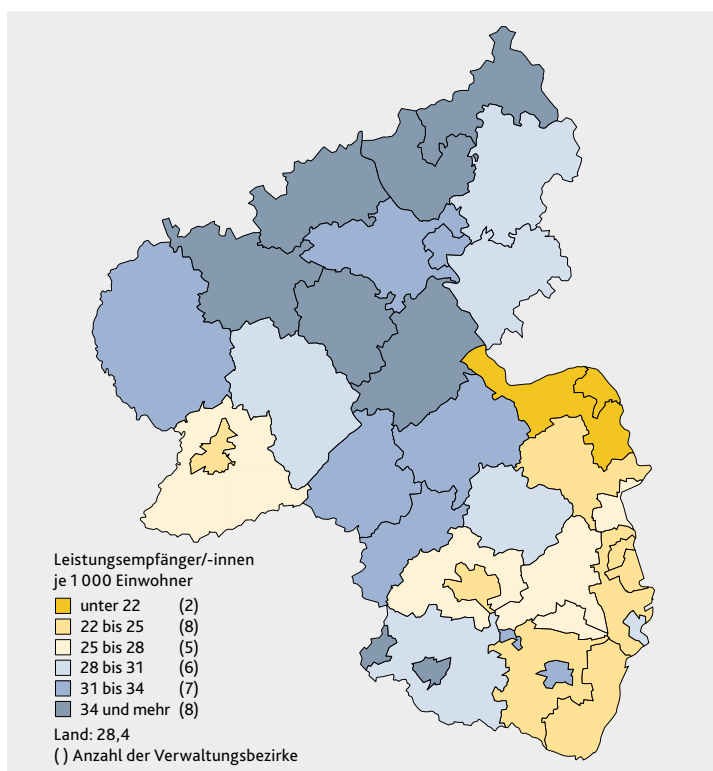 Leistungsempfänger/-innen
je 1 000 Einwohner
unter 22 (2)
22 bis 25 (8)
25 bis 28 (5)
28 bis 31 (6)
31 bis 34 (7)
34 und mehr (8)
Land: 28,4
( ) Anzahl der Verwaltungsbezirke